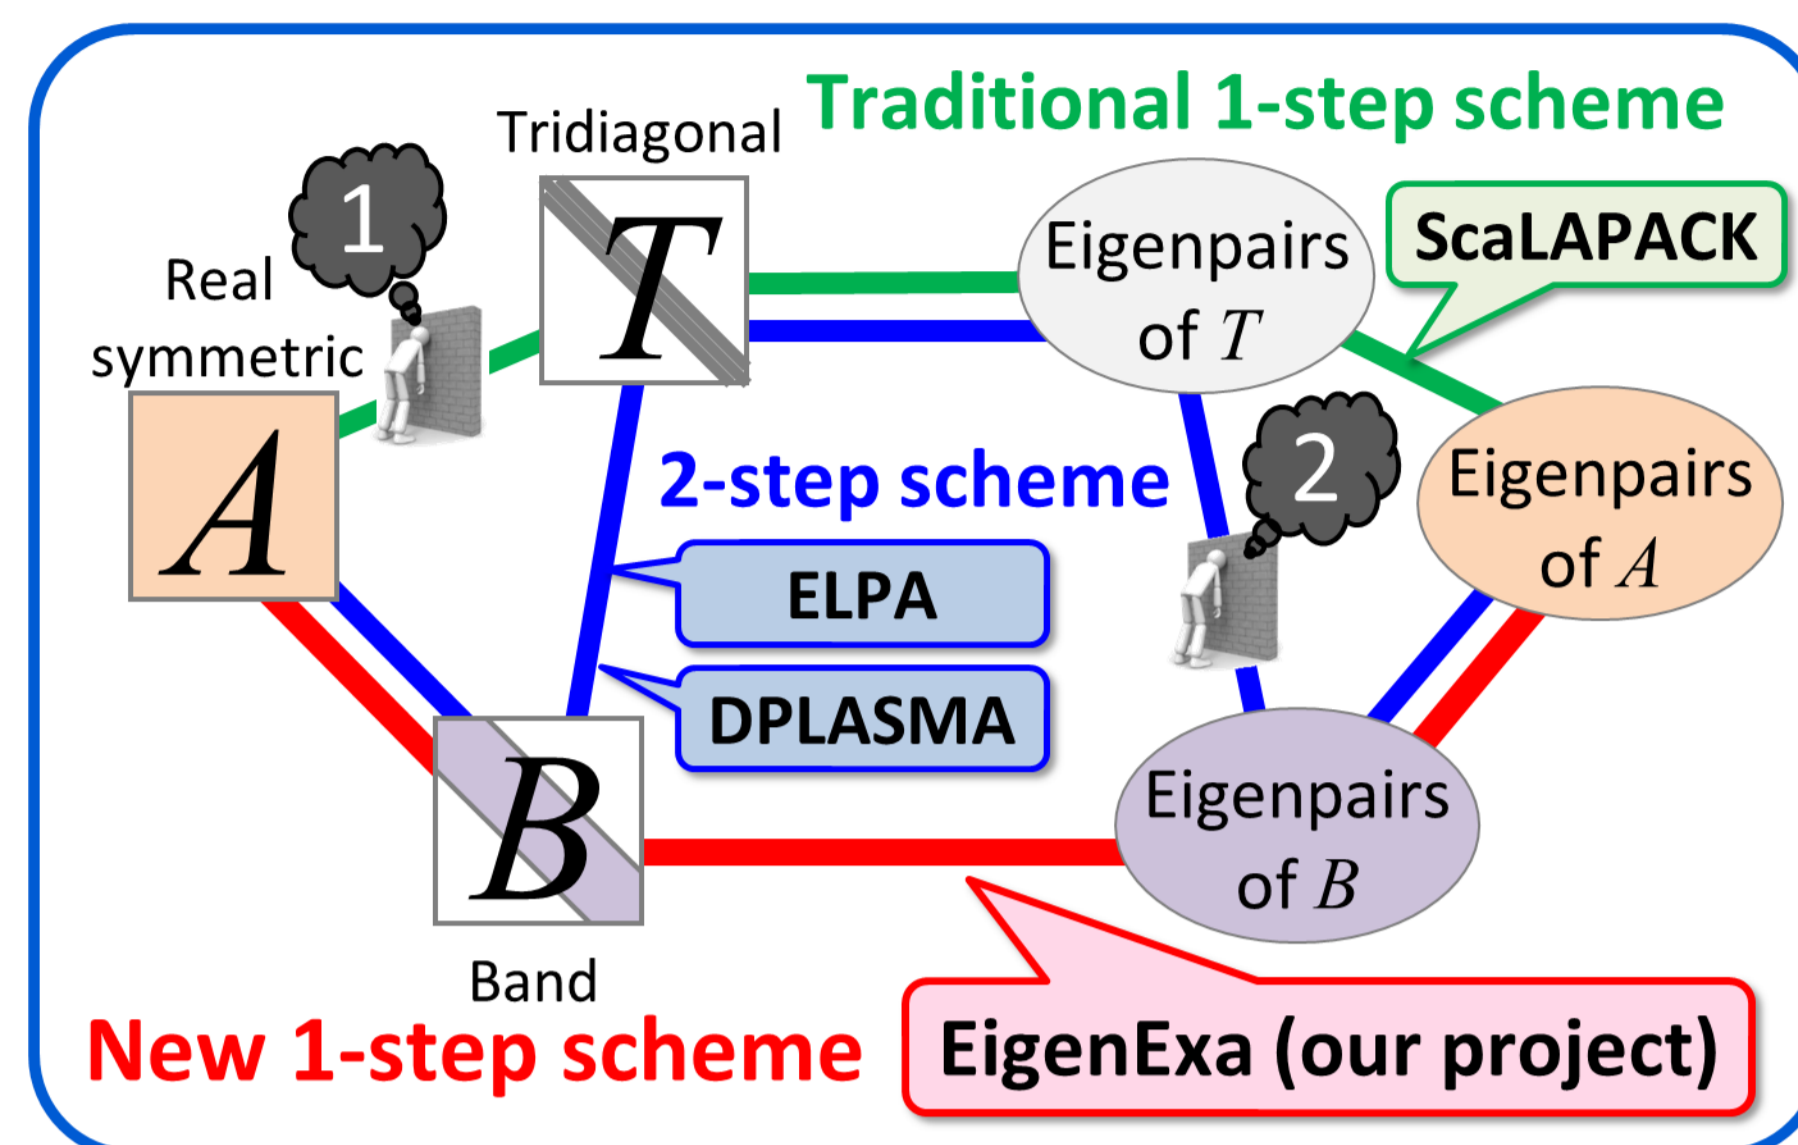 Traditional 1-step scheme
Tridiagonal
1
T
Real
symmetric
A
Eigenpairs
of T
ScaLAPACK
2-step scheme
2
Eigenpairs
of A
ELPA
DPLASMA
B
Band
Eigenpairs
of B
New 1-step scheme
EigenExa (our project)